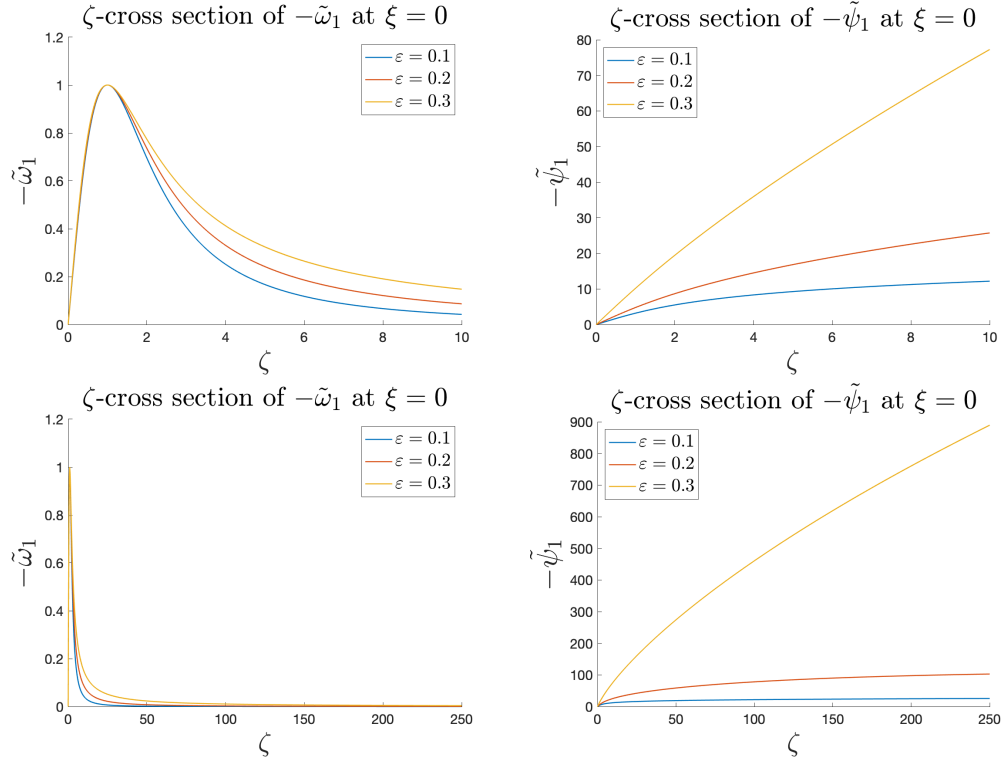 ζ-cross section of −ω̃₁ at ξ = 0
1.2
1
0.8
0.6
0.4
0.2
0
0 2 4 6 8 10
−ω̃₁
ζ
ε = 0.1
ε = 0.2
ε = 0.3
ζ-cross section of −ψ̃₁ at ξ = 0
80
70
60
50
40
30
20
10
0
0 2 4 6 8 10
−ψ̃₁
ζ
ε = 0.1
ε = 0.2
ε = 0.3
ζ-cross section of −ω̃₁ at ξ = 0
1.2
1
0.8
0.6
0.4
0.2
0
0 50 100 150 200 250
−ω̃₁
ζ
ε = 0.1
ε = 0.2
ε = 0.3
ζ-cross section of −ψ̃₁ at ξ = 0
900
800
700
600
500
400
300
200
100
0
0 50 100 150 200 250
−ψ̃₁
ζ
ε = 0.1
ε = 0.2
ε = 0.3